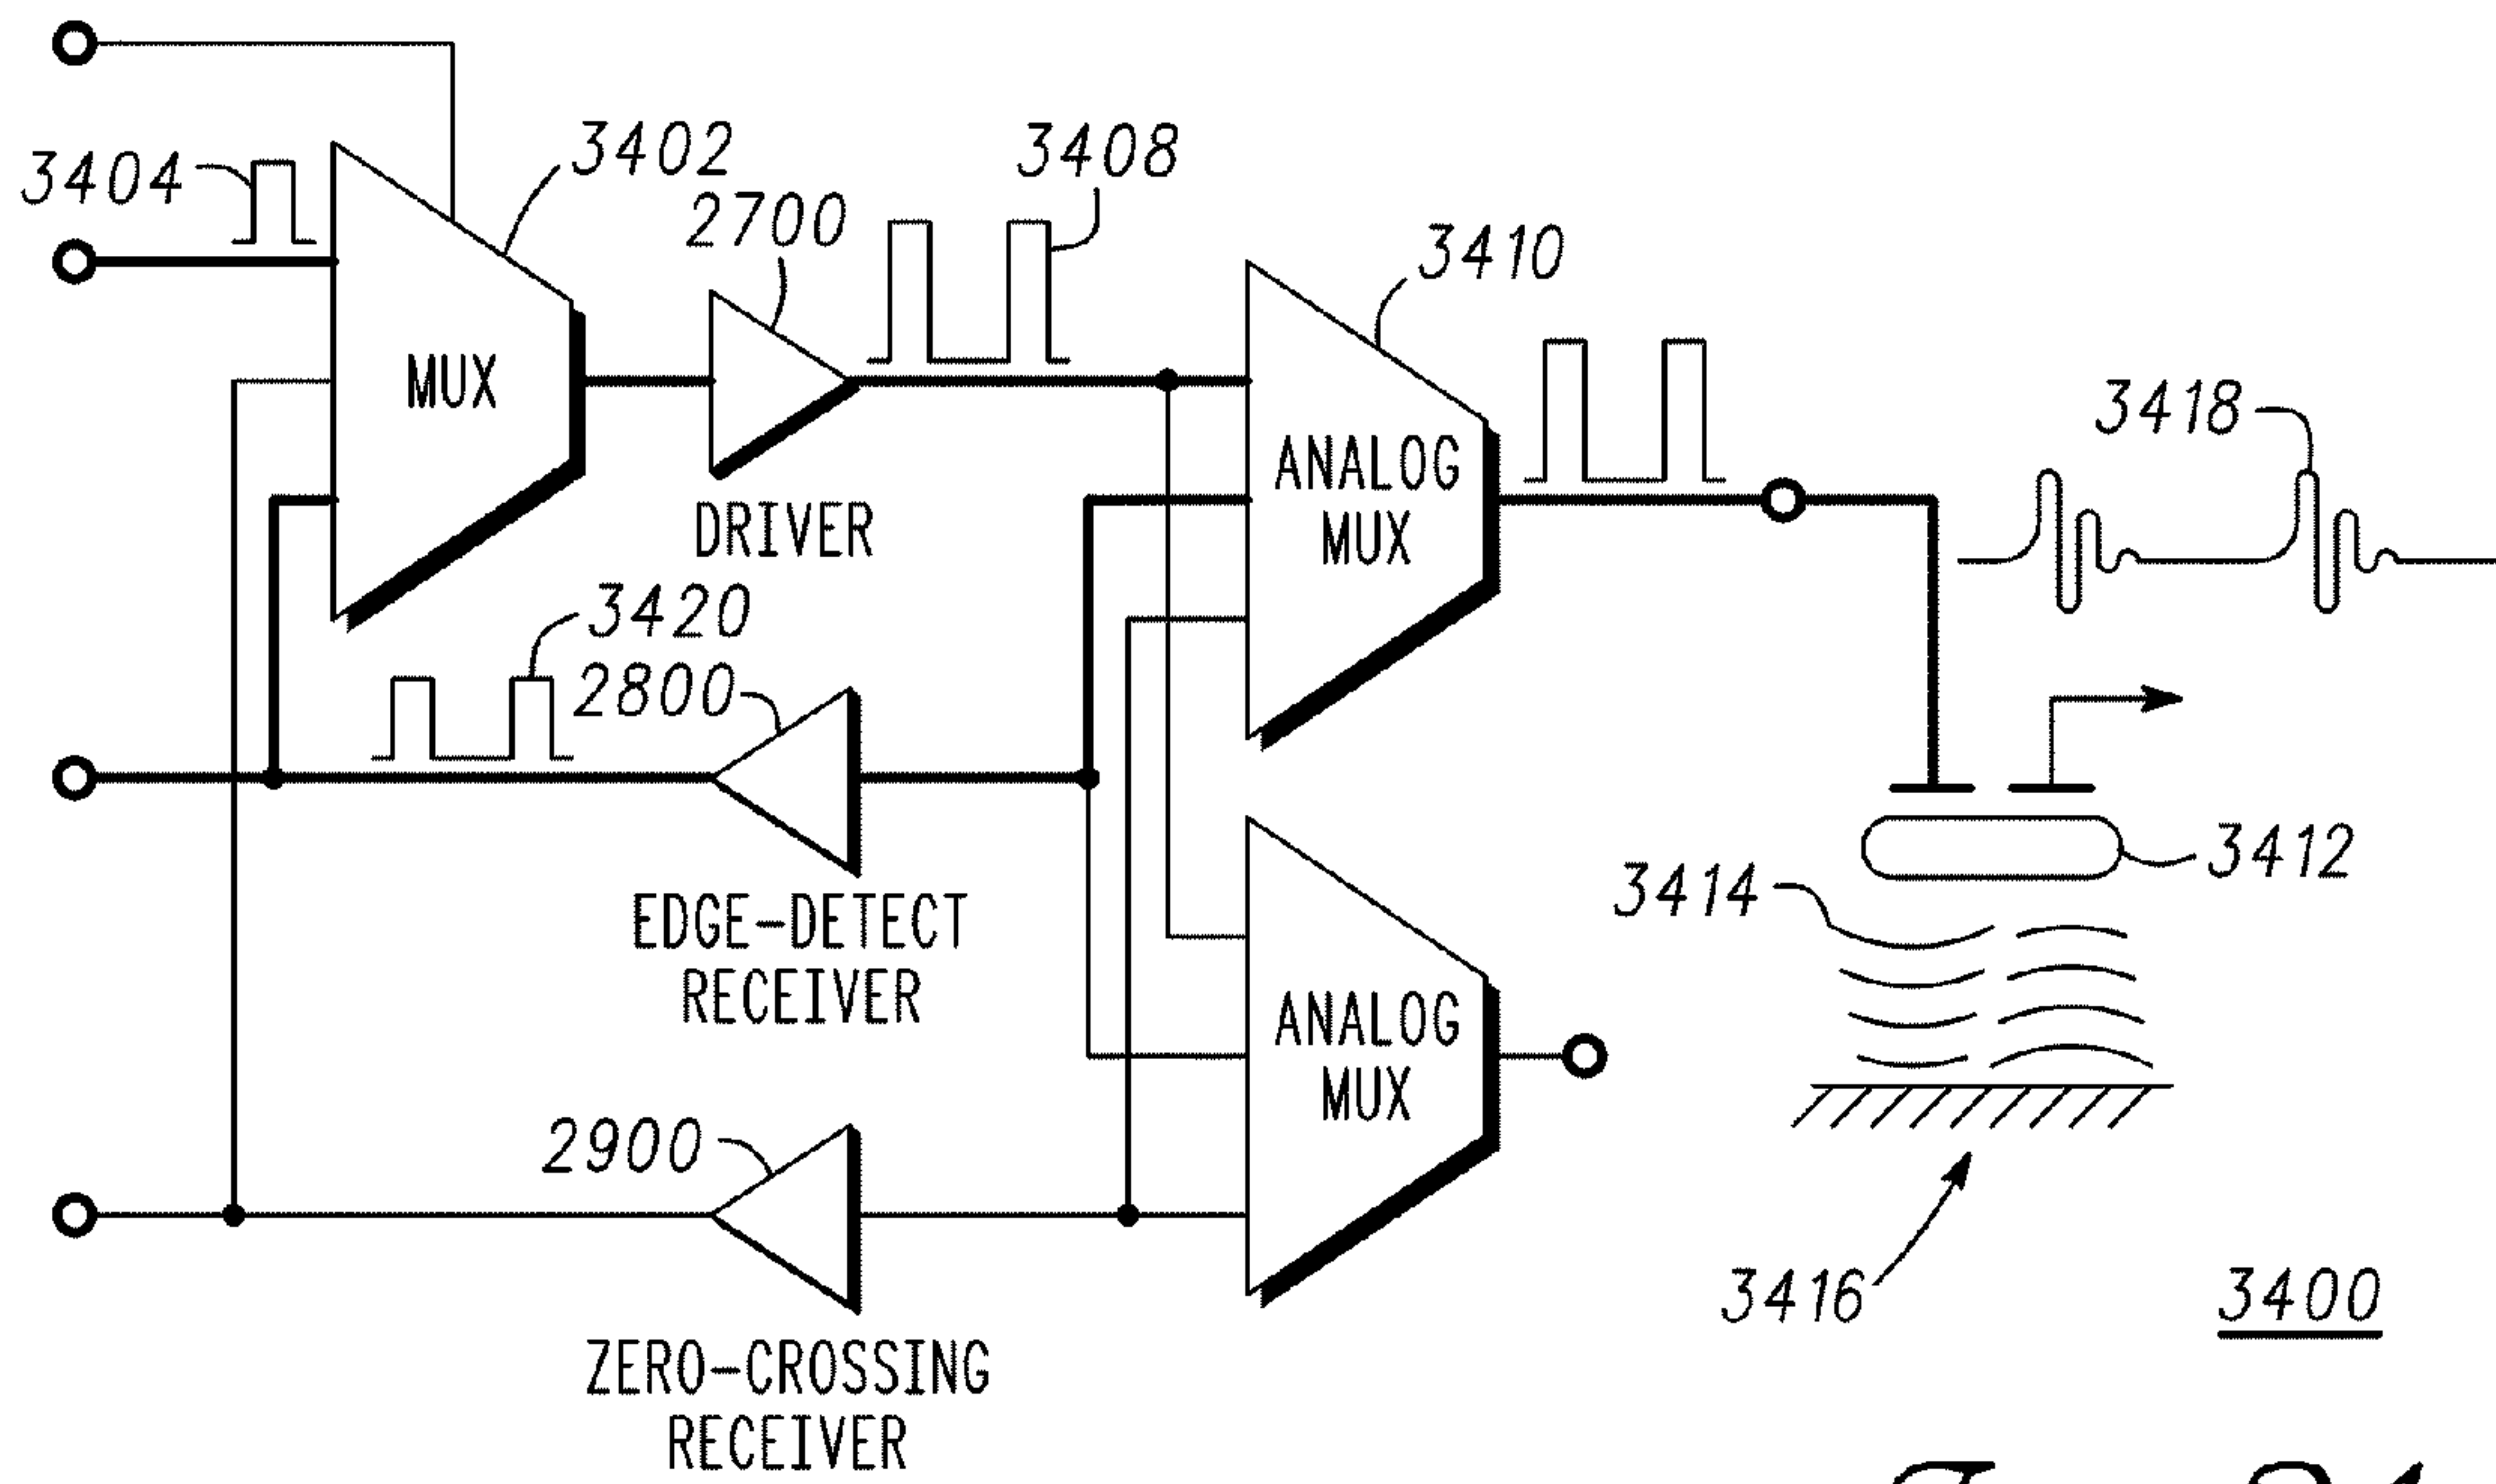 3404
3402
2700
3408
3410
3418
MUX
DRIVER
ANALOG
MUX
3420
2800
EDGE-DETECT
RECEIVER
3414
3412
ANALOG
MUX
2900
3416
3400
ZERO-CROSSING
RECEIVER